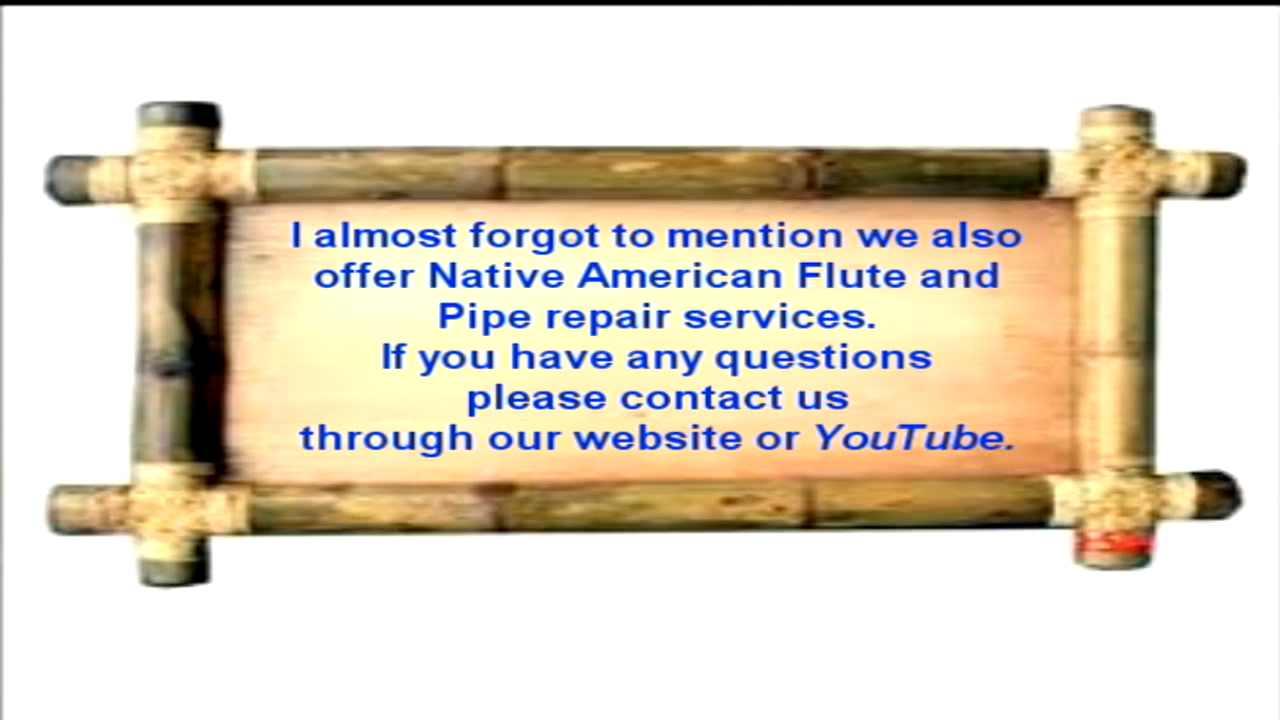 I almost forgot to mention we also
offer Native American Flute and
Pipe repair services.
If you have any questions
please contact us
through our website or YouTube.